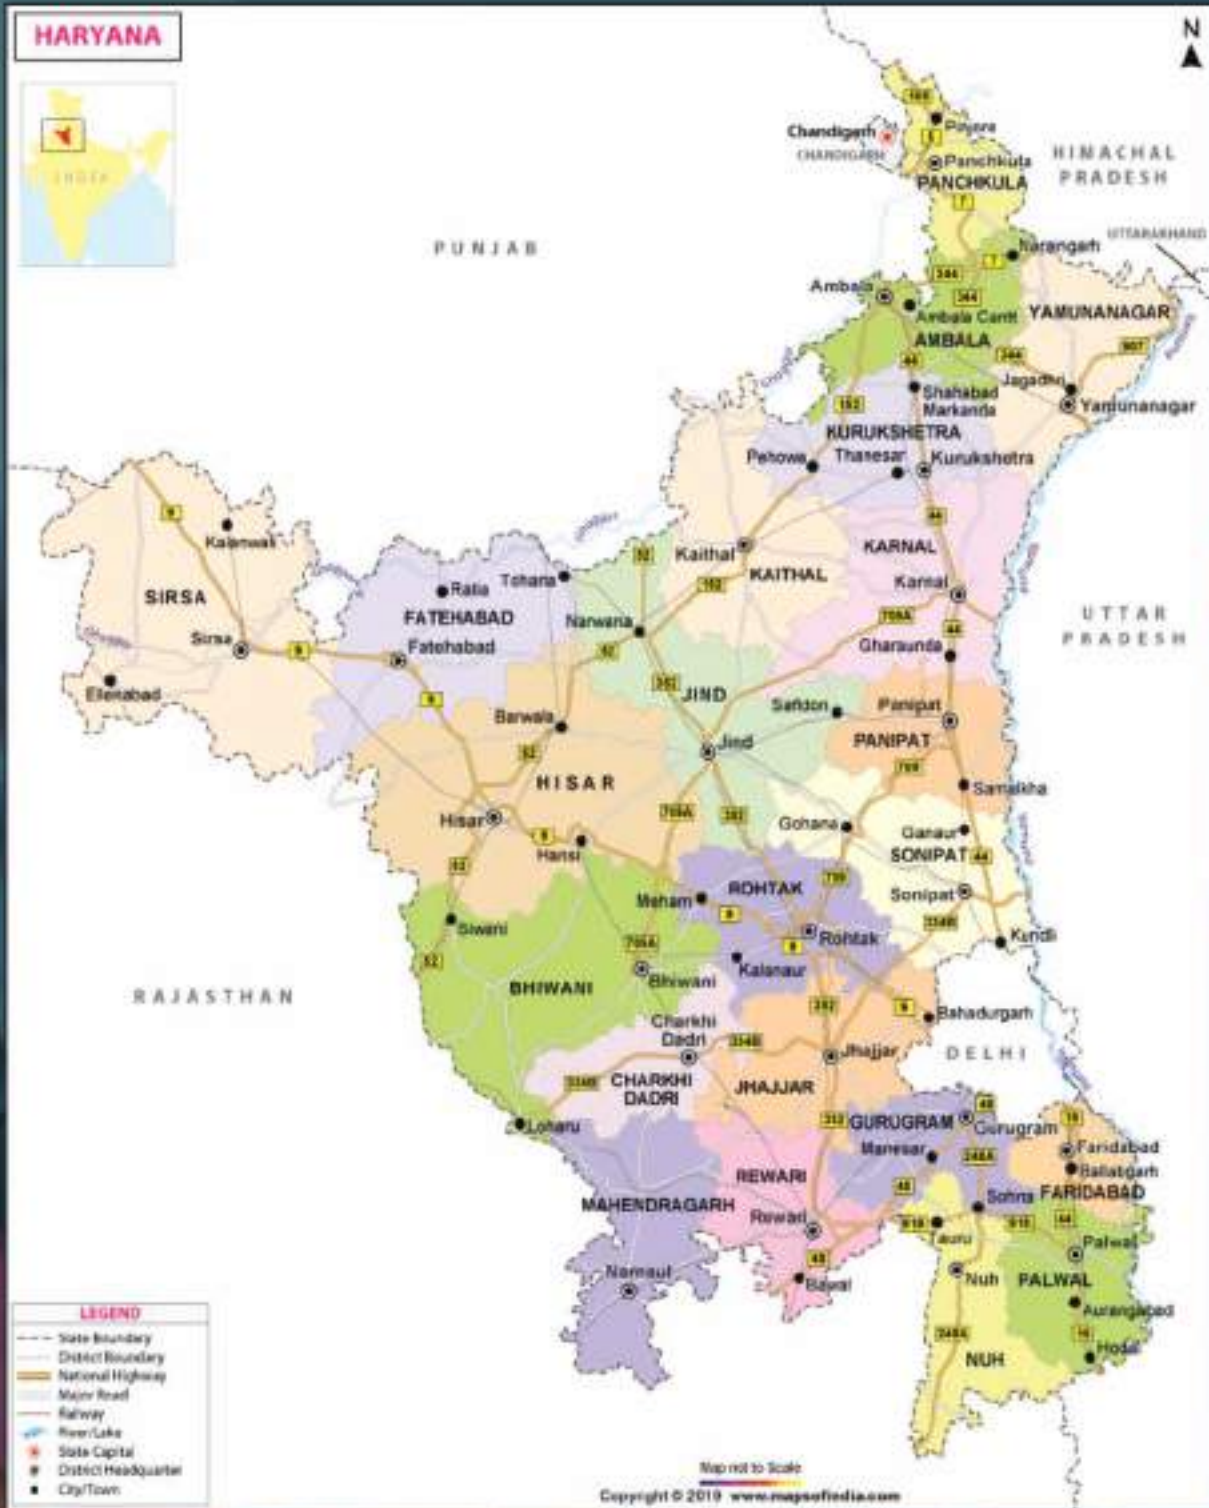 HARYANA
N
INDIA
Chandigarh
CHANDIGARH
Pinjore
Panchkula
PANCHKULA
HIMACHAL
PRADESH
UTTARAKHAND
PUNJAB
Narangarh
Ambala
Ambala Cantt
AMBALA
YAMUNANAGAR
Jagadhri
Yamunanagar
Shahabad
Markanda
KURUKSHETRA
Pehowa
Thanesar
Kurukshetra
Kalanwali
SIRSA
Sirsa
Ellenabad
Ratia
Tohana
FATEHABAD
Fatehabad
Narwana
Kaithal
KAITHAL
KARNAL
Karnal
Gharaunda
UTTAR
PRADESH
JIND
Jind
Safidon
Panipat
PANIPAT
Samalkha
Barwala
HISAR
Hisar
Hansi
Gohana
Ganaur
SONIPAT
Sonipat
Kundli
Meham
ROHTAK
Rohtak
Kalanaur
Siwani
BHIWANI
Bhiwani
RAJASTHAN
Charkhi
Dadri
CHARKHI
DADRI
Bahadurgarh
DELHI
Jhajjar
JHAJJAR
Loharu
GURUGRAM
Gurugram
Manesar
Faridabad
Ballabgarh
FARIDABAD
Sohna
MAHENDRAGARH
REWARI
Rewari
Bawal
Narnaul
auru
Nuh
NUH
Palwal
PALWAL
Aurangabad
Hodal
LEGEND
State Boundary
District Boundary
National Highway
Major Road
Railway
River/Lake
State Capital
District Headquarter
City/Town
Map not to Scale
Copyright © 2019 www.mapsofindia.com